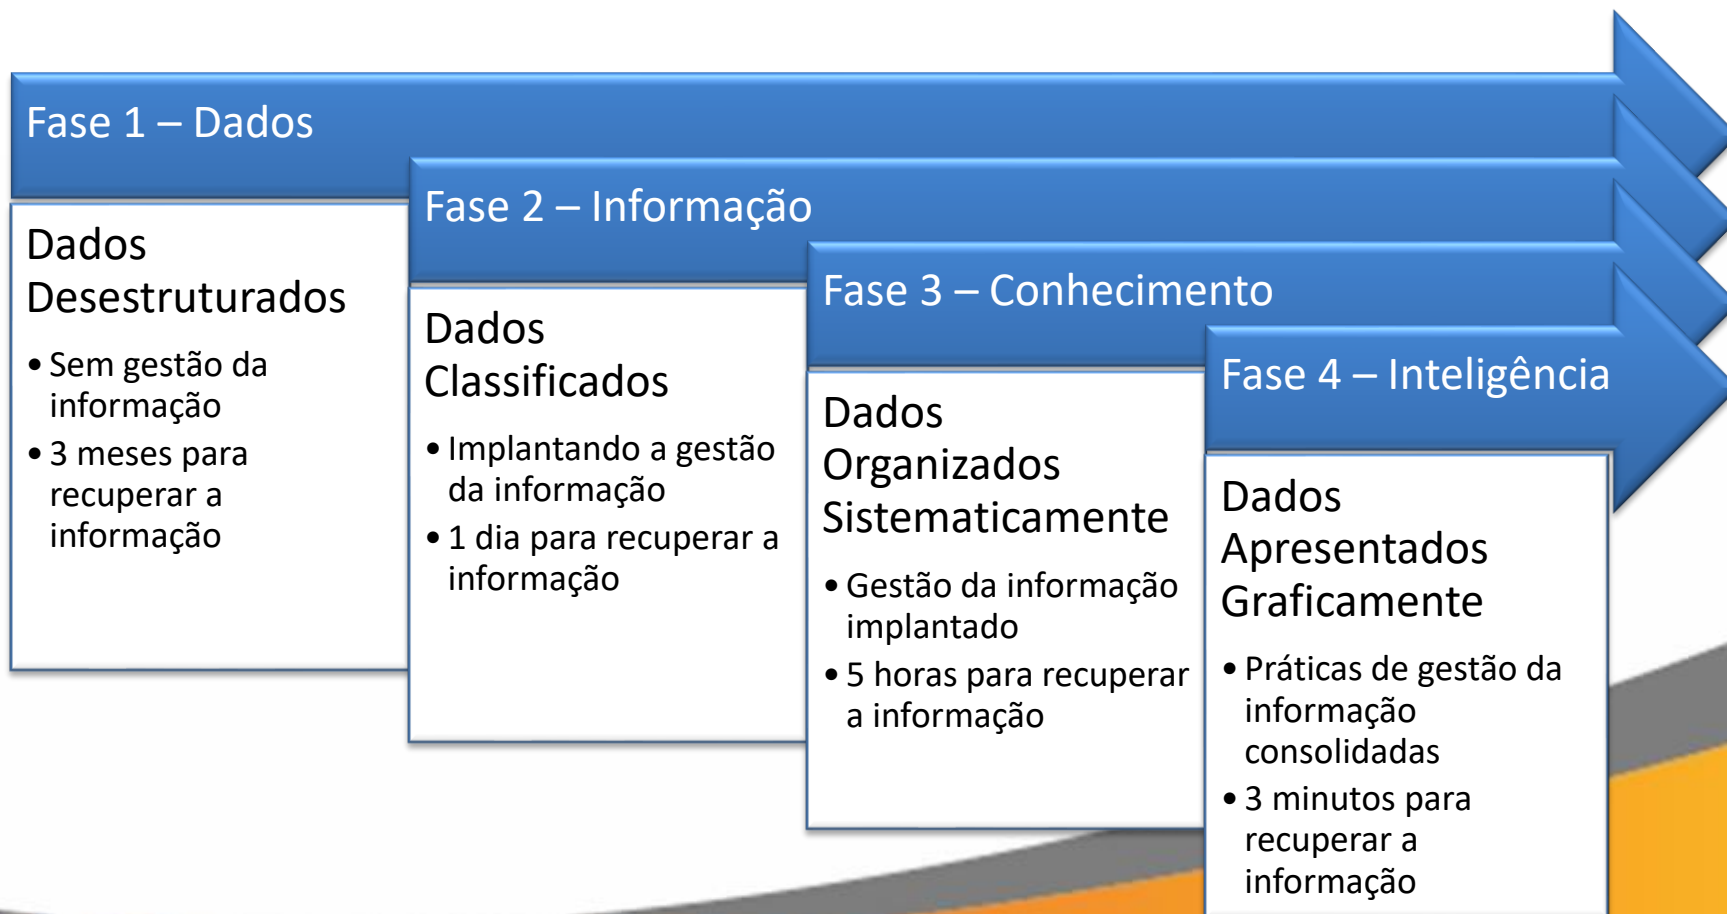 Fase 1 – Dados
Dados
Desestruturados
• Sem gestão da
informação
• 3 meses para
recuperar a
informação
Fase 2 – Informação
Dados
Classificados
• Implantando a gestão
da informação
• 1 dia para recuperar a
informação
Fase 3 – Conhecimento
Dados
Organizados
Sistematicamente
• Gestão da informação
implantado
• 5 horas para recuperar
a informação
Fase 4 – Inteligência
Dados
Apresentados
Graficamente
• Práticas de gestão da
informação
consolidadas
• 3 minutos para
recuperar a
informação